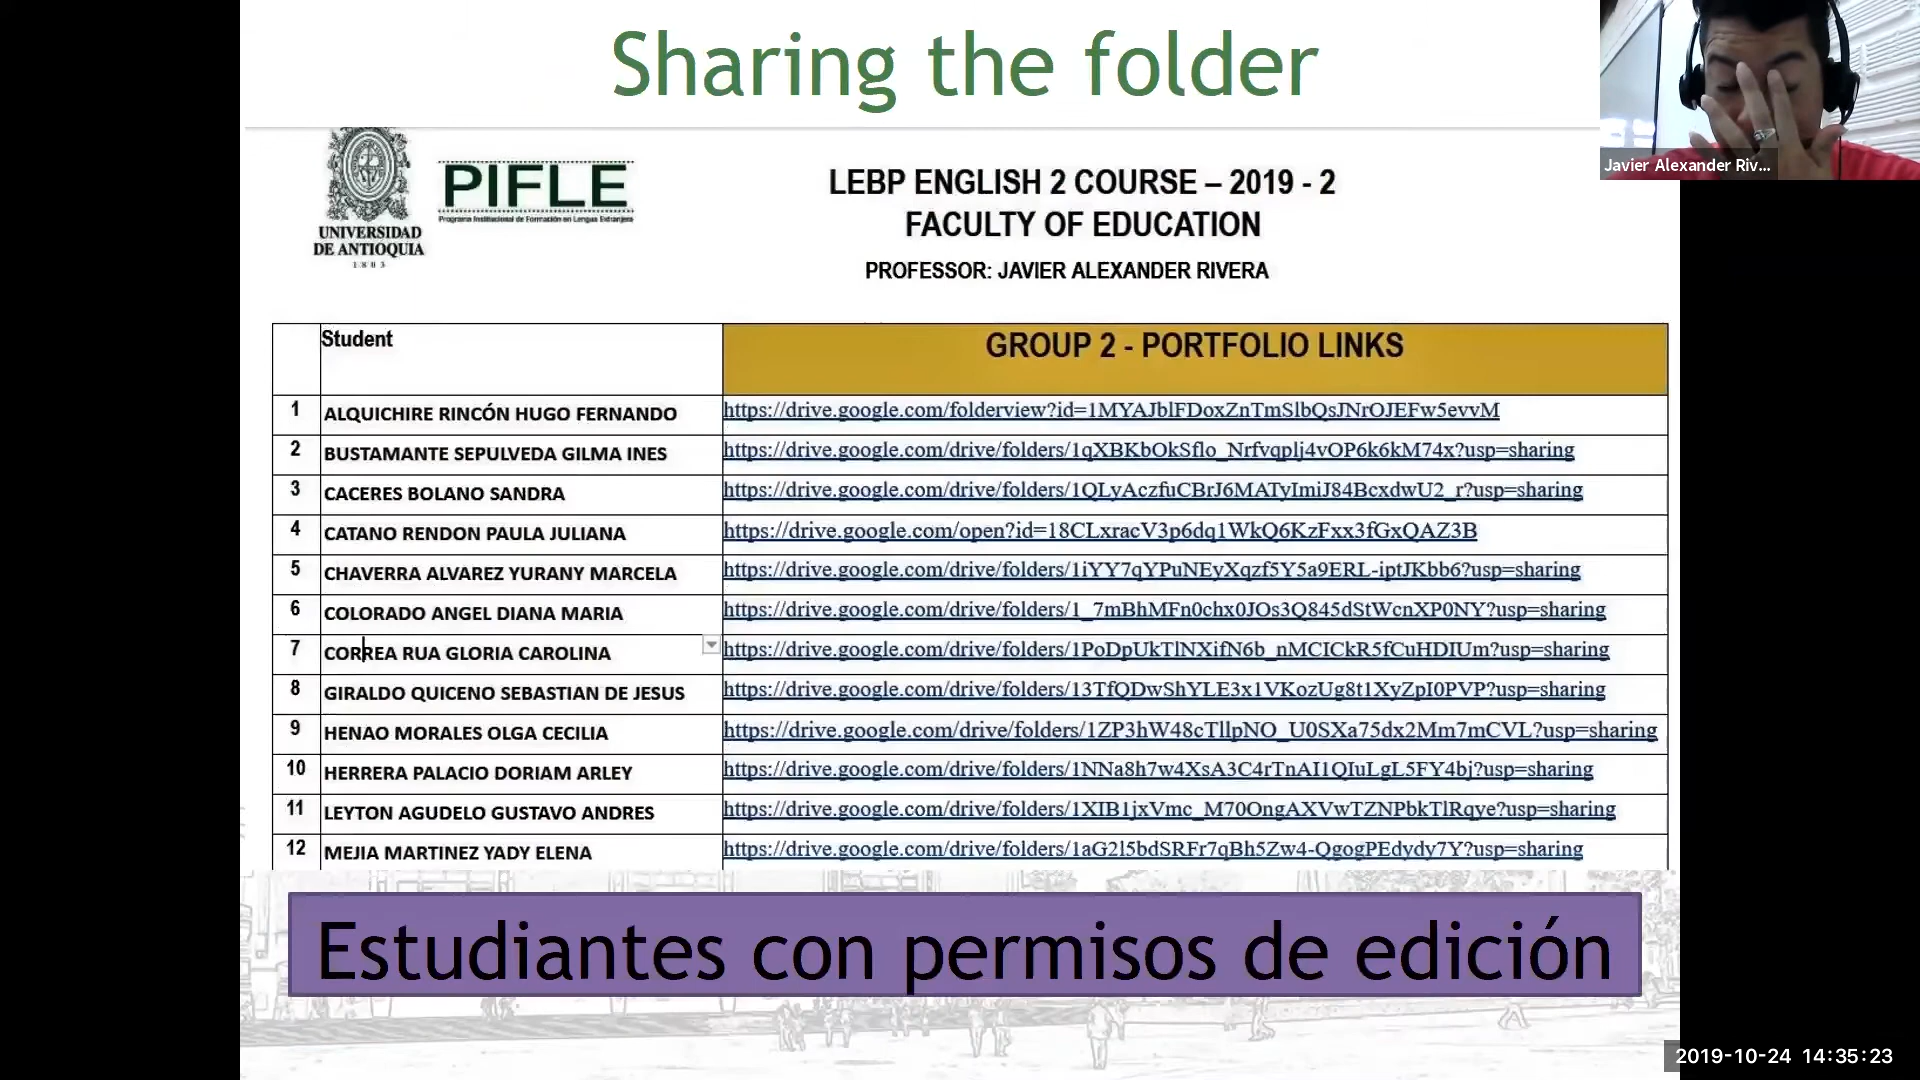 Sharing the folder
Javier Alexander Riv...
UNIVERSIDAD
DE ANTIOQUIA
1803
PIFLE
Programa Institucional de Formación en Lengua Extranjera
LEBP ENGLISH 2 COURSE – 2019 - 2
FACULTY OF EDUCATION
PROFESSOR: JAVIER ALEXANDER RIVERA
Student GROUP 2 - PORTFOLIO LINKS
1 ALQUICHIRE RINCÓN HUGO FERNANDO https://drive.google.com/folderview?id=1MYAJblFDoxZnTmSlbQsJNrOJEFw5evvM
2 BUSTAMANTE SEPULVEDA GILMA INES https://drive.google.com/drive/folders/1qXBKbOkSflo_Nrfvqplj4vOP6k6kM74x?usp=sharing
3 CACERES BOLANO SANDRA https://drive.google.com/drive/folders/1QLyAczfuCBrJ6MATyImiJ84BcxdwU2_r?usp=sharing
4 CATANO RENDON PAULA JULIANA https://drive.google.com/open?id=18CLxracV3p6dq1WkQ6KzFxx3fGxQAZ3B
5 CHAVERRA ALVAREZ YURANY MARCELA https://drive.google.com/drive/folders/1iYY7qYPuNEyXqzf5Y5a9ERL-iptJKbb6?usp=sharing
6 COLORADO ANGEL DIANA MARIA https://drive.google.com/drive/folders/1_7mBhMFn0chx0JOs3Q845dStWcnXP0NY?usp=sharing
7 CORREA RUA GLORIA CAROLINA https://drive.google.com/drive/folders/1PoDpUkTlNXifN6b_nMCICkR5fCuHDIUm?usp=sharing
8 GIRALDO QUICENO SEBASTIAN DE JESUS https://drive.google.com/drive/folders/13TfQDwShYLE3x1VKozUg8t1XyZpI0PVP?usp=sharing
9 HENAO MORALES OLGA CECILIA https://drive.google.com/drive/folders/1ZP3hW48cTllpNO_U0SXa75dx2Mm7mCVL?usp=sharing
10 HERRERA PALACIO DORIAM ARLEY https://drive.google.com/drive/folders/1NNa8h7w4XsA3C4rTnAI1QIuLgL5FY4bj?usp=sharing
11 LEYTON AGUDELO GUSTAVO ANDRES https://drive.google.com/drive/folders/1XIB1jxVmc_M70OngAXVwTZNPbkTlRqye?usp=sharing
12 MEJIA MARTINEZ YADY ELENA https://drive.google.com/drive/folders/1aG2l5bdSRFr7qBh5Zw4-QgogPEdydy7Y?usp=sharing
Estudiantes con permisos de edición
2019-10-24 14:35:23